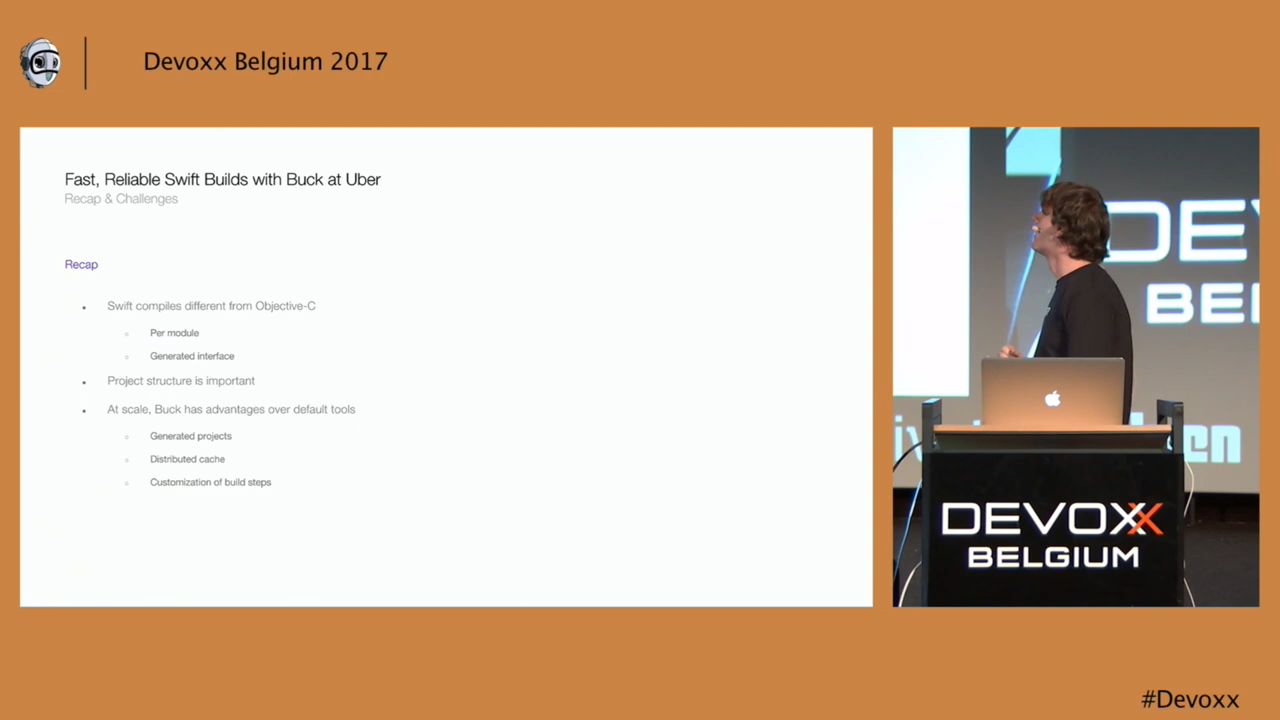 Devoxx Belgium 2017
Fast, Reliable Swift Builds with Buck at Uber
Recap & Challenges
Recap
Swift compiles different from Objective-C
Per module
Generated interface
Project structure is important
At scale, Buck has advantages over default tools
Generated projects
Distributed cache
Customization of build steps
DEVOXX
BELGIUM
#Devoxx